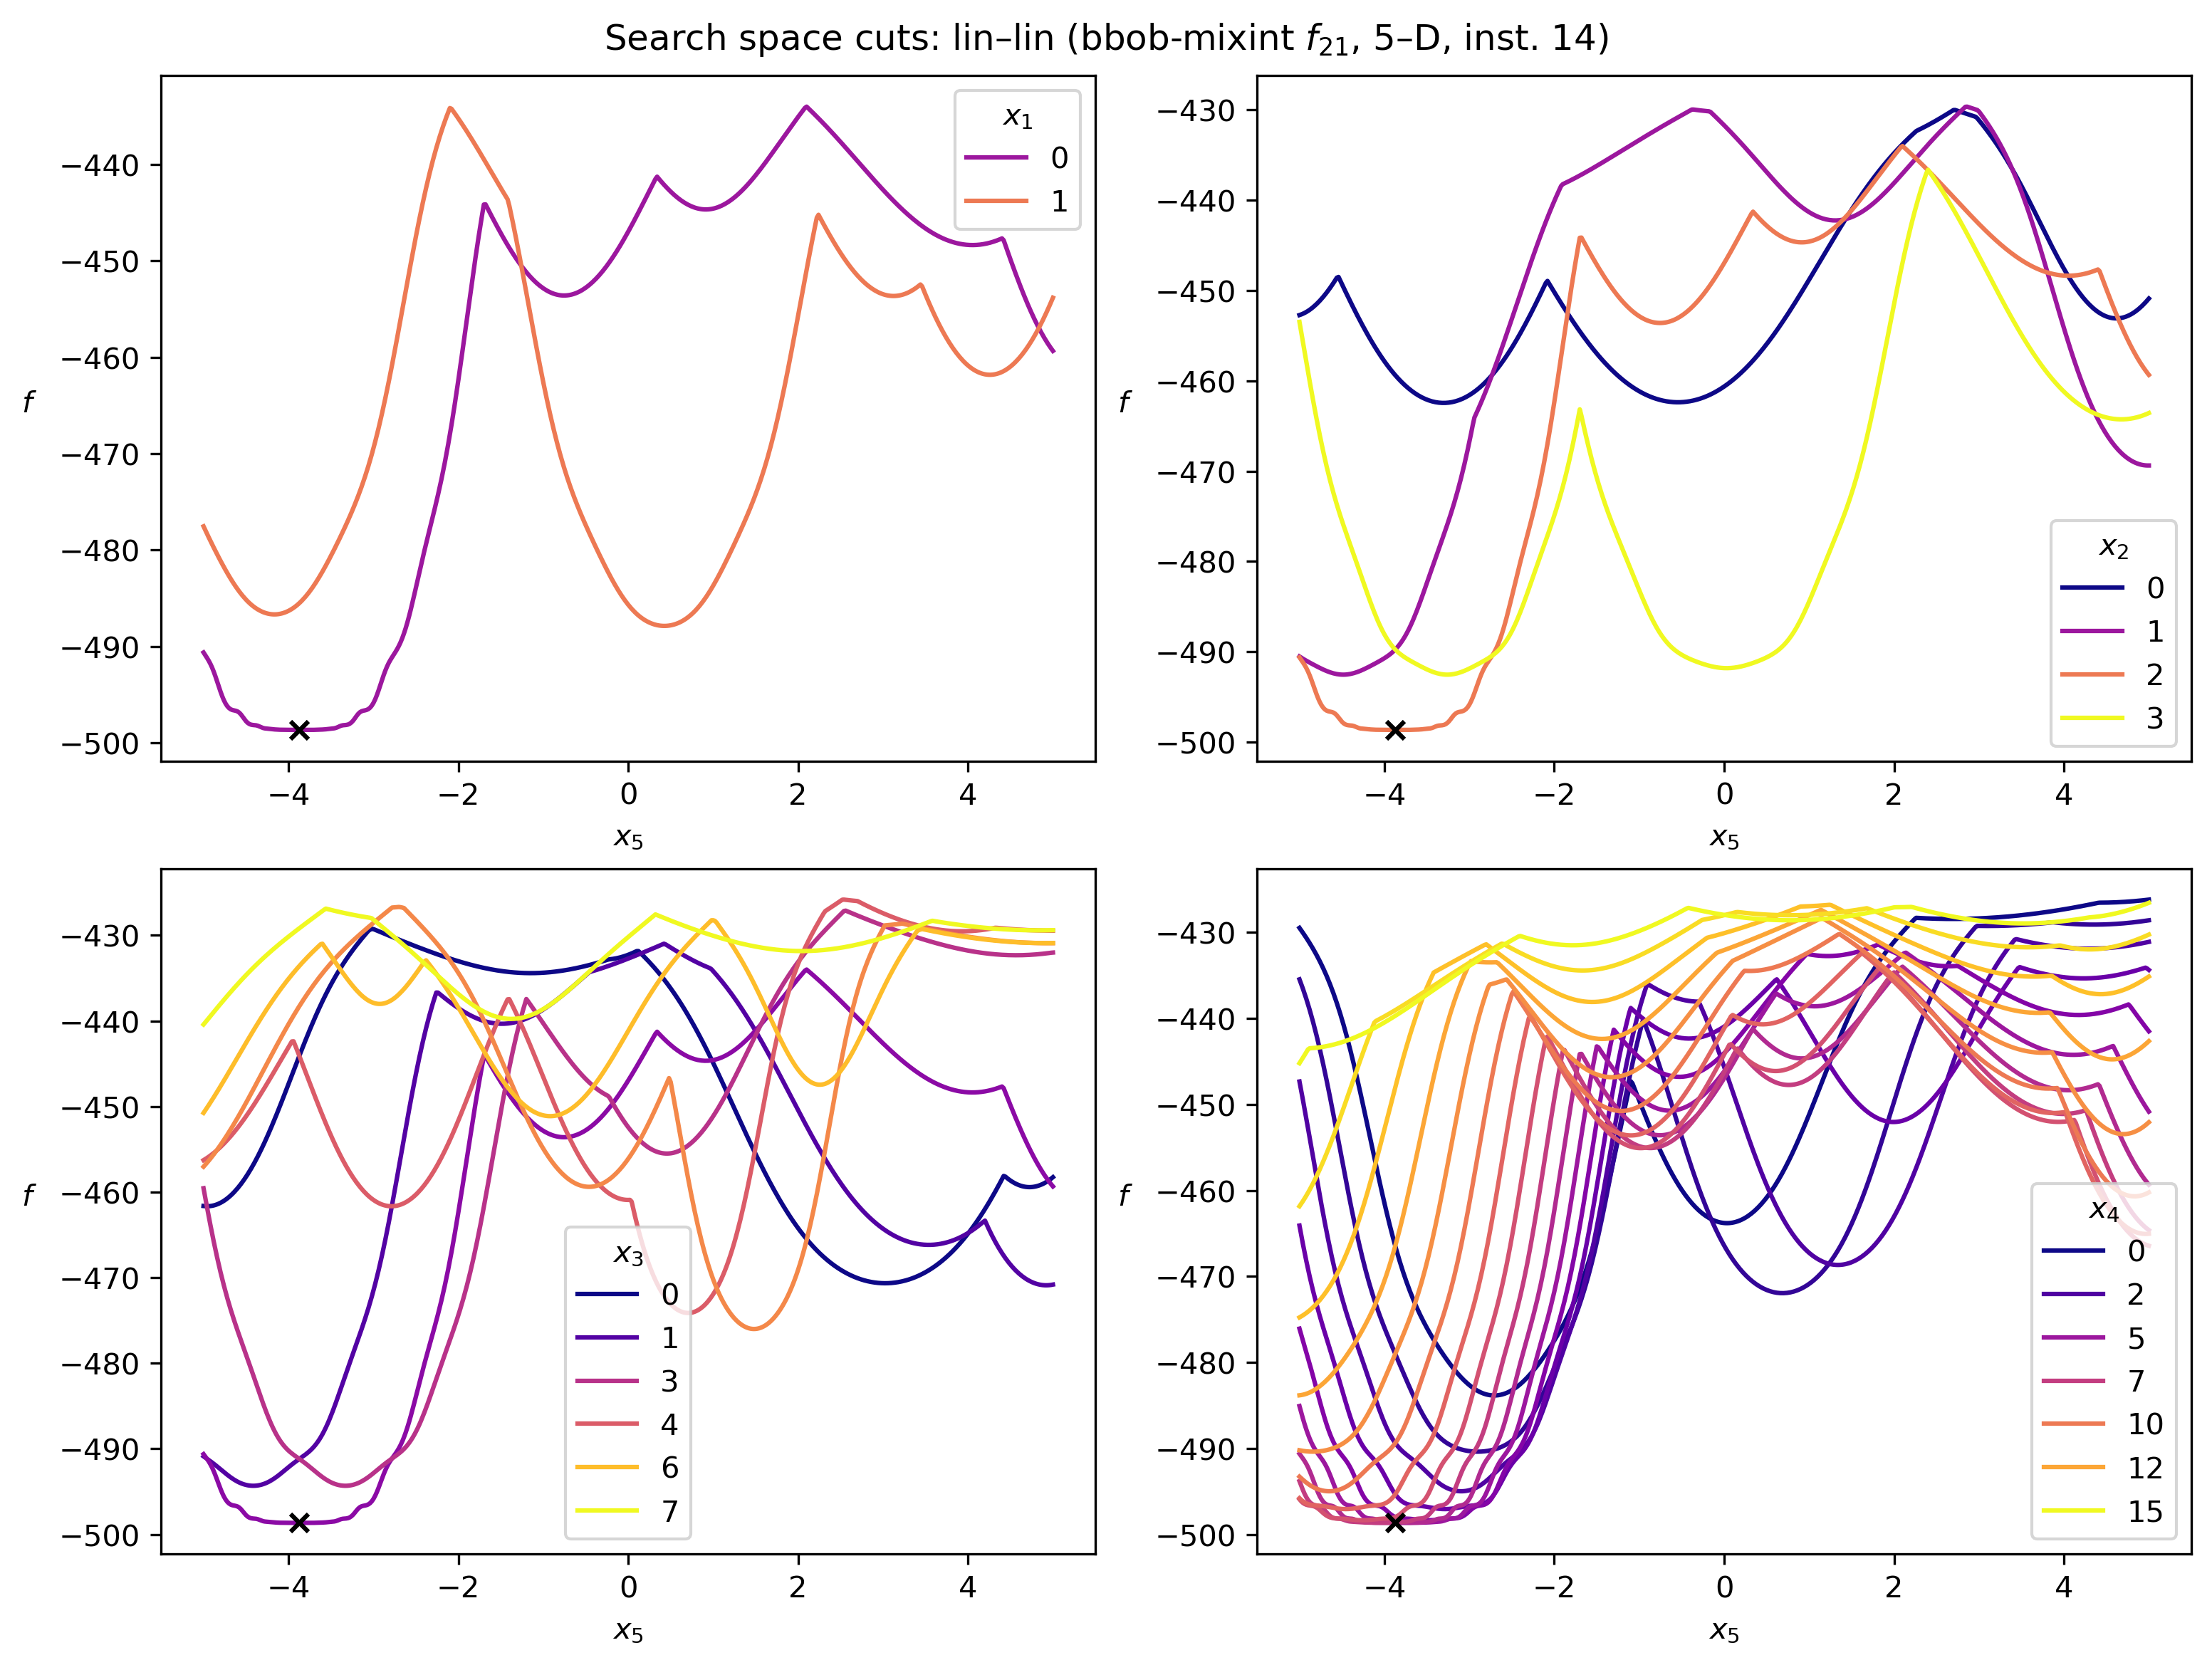 Search space cuts: lin–lin (bbob-mixint f21, 5–D, inst. 14)
−440
−450
−460
−470
−480
−490
−500
f
−4 −2 0 2 4
x5
x1
0
1
−430
−440
−450
−460
−470
−480
−490
−500
f
−4 −2 0 2 4
x5
x2
0
1
2
3
−430
−440
−450
−460
−470
−480
−490
−500
f
−4 −2 0 2 4
x5
x3
0
1
3
4
6
7
−430
−440
−450
−460
−470
−480
−490
−500
f
−4 −2 0 2 4
x5
x4
0
2
5
7
10
12
15